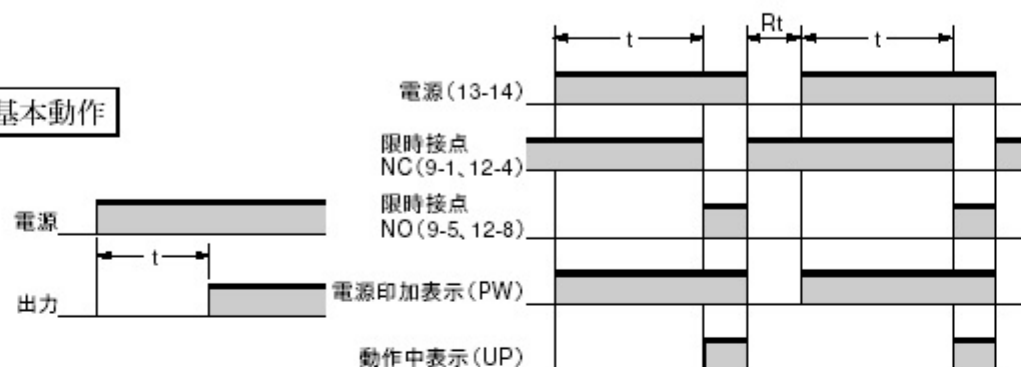 基本動作
電源
t
出力
t
Rt
t
電源(13-14)
限時接点
NC(9-1、12-4)
限時接点
NO(9-5、12-8)
電源印加表示(PW)
動作中表示(UP)